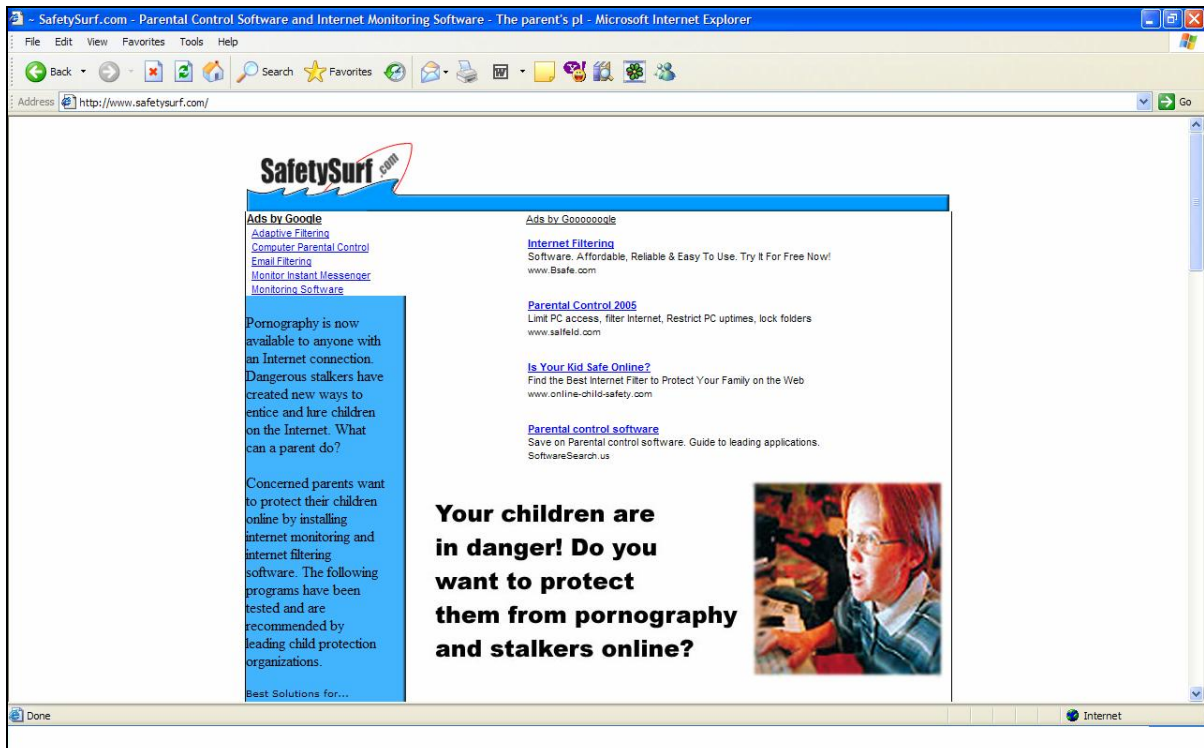 ~ SafetySurf.com - Parental Control Software and Internet Monitoring Software - The parent's pl - Microsoft Internet Explorer
File Edit View Favorites Tools Help
Back Search Favorites
Address http://www.safetysurf.com/ Go
SafetySurf.com
Ads by Google
Adaptive Filtering
Computer Parental Control
Email Filtering
Monitor Instant Messenger
Monitoring Software
Pornography is now
available to anyone with
an Internet connection.
Dangerous stalkers have
created new ways to
entice and lure children
on the Internet. What
can a parent do?
Concerned parents want
to protect their children
online by installing
internet monitoring and
internet filtering
software. The following
programs have been
tested and are
recommended by
leading child protection
organizations.
Best Solutions for...
Ads by Goooooogle
Internet Filtering
Software. Affordable, Reliable & Easy To Use. Try It For Free Now!
www.Bsafe.com
Parental Control 2005
Limit PC access, filter Internet, Restrict PC uptimes, lock folders
www.salfeld.com
Is Your Kid Safe Online?
Find the Best Internet Filter to Protect Your Family on the Web
www.online-child-safety.com
Parental control software
Save on Parental control software. Guide to leading applications.
SoftwareSearch.us
Your children are
in danger! Do you
want to protect
them from pornography
and stalkers online?
Done Internet